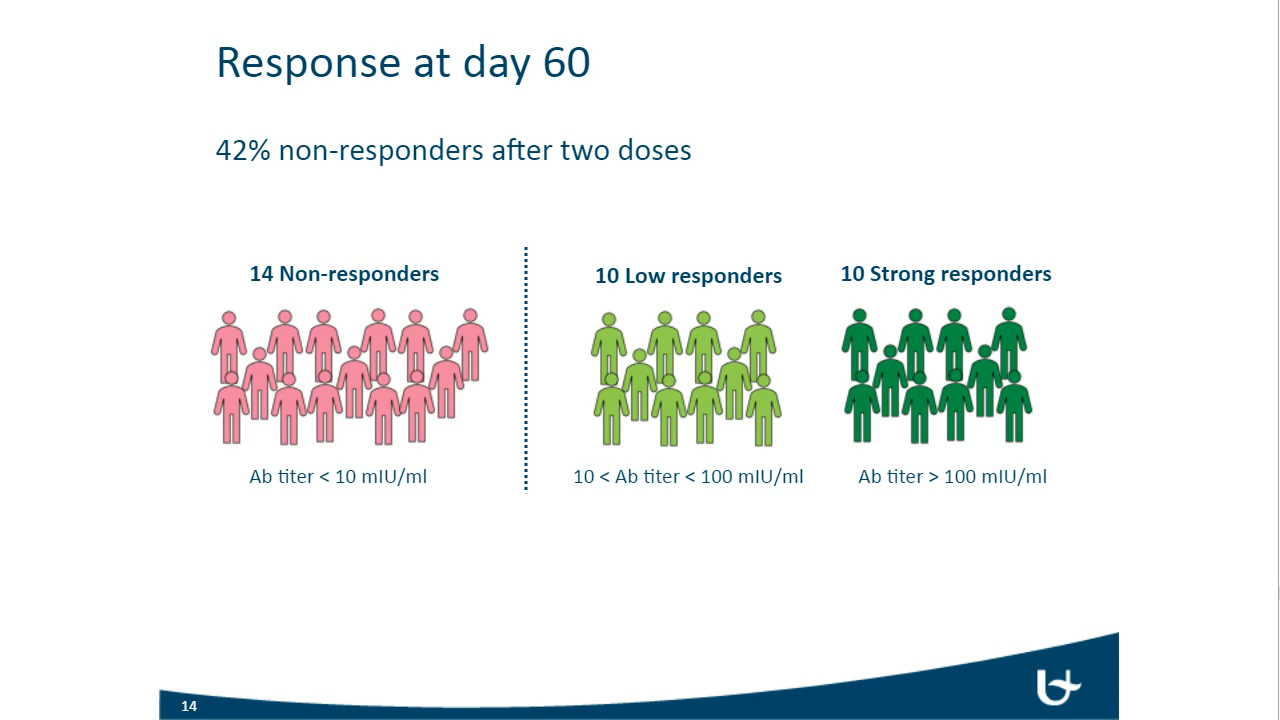 Response at day 60
42% non-responders after two doses
14 Non-responders
10 Low responders
10 Strong responders
Ab titer < 10 mIU/ml
10 < Ab titer < 100 mIU/ml
Ab titer > 100 mIU/ml
14